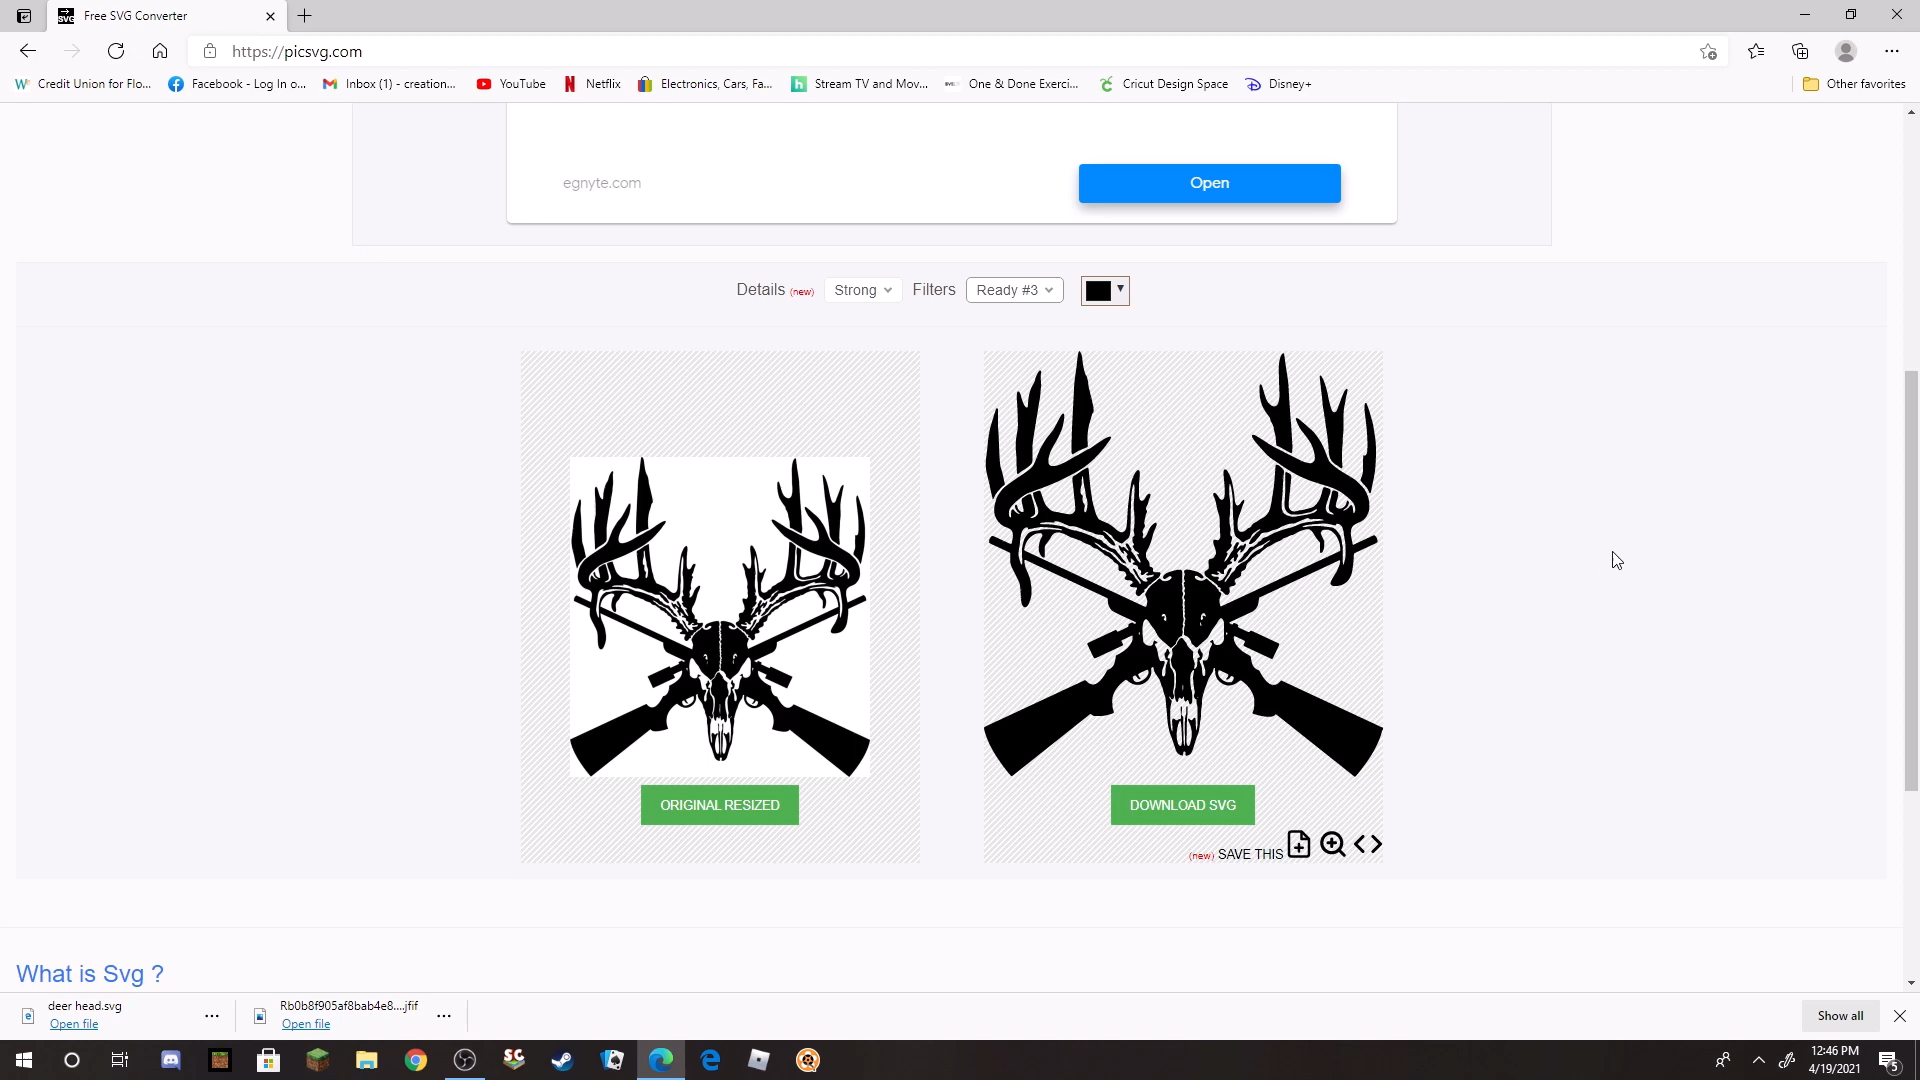 Free SVG Converter
https://picsvg.com
Credit Union for Flo...
Facebook - Log In o...
Inbox (1) - creation...
YouTube
Netflix
Electronics, Cars, Fa...
Stream TV and Mov...
One & Done Exerci...
Cricut Design Space
Disney+
Other favorites
egnyte.com
Open
Details (new)
Strong
Filters
Ready #3
ORIGINAL RESIZED
DOWNLOAD SVG
(new) SAVE THIS
What is Svg ?
deer head.svg
Open file
Rb0b8f905af8bab4e8....jfif
Open file
Show all
12:46 PM
4/19/2021
5